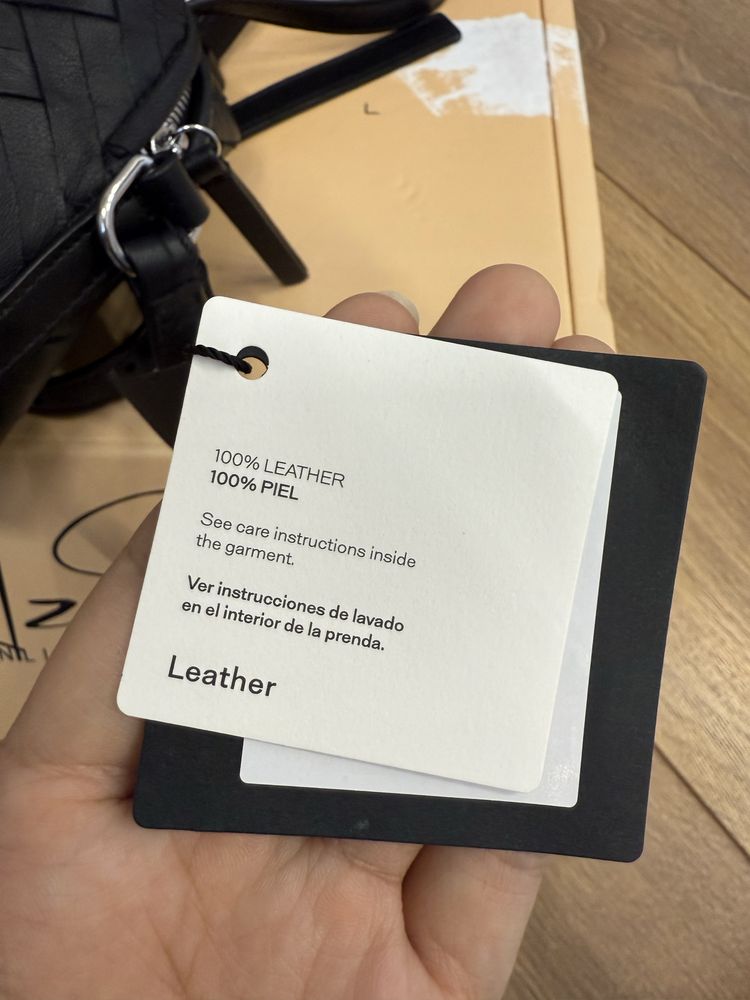 L
100% LEATHER
100% PIEL
See care instructions inside
the garment.
Ver instrucciones de lavado
en el interior de la prenda.
Leather